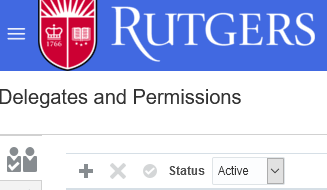 RUTGERS
1766
Delegates and Permissions
Status Active